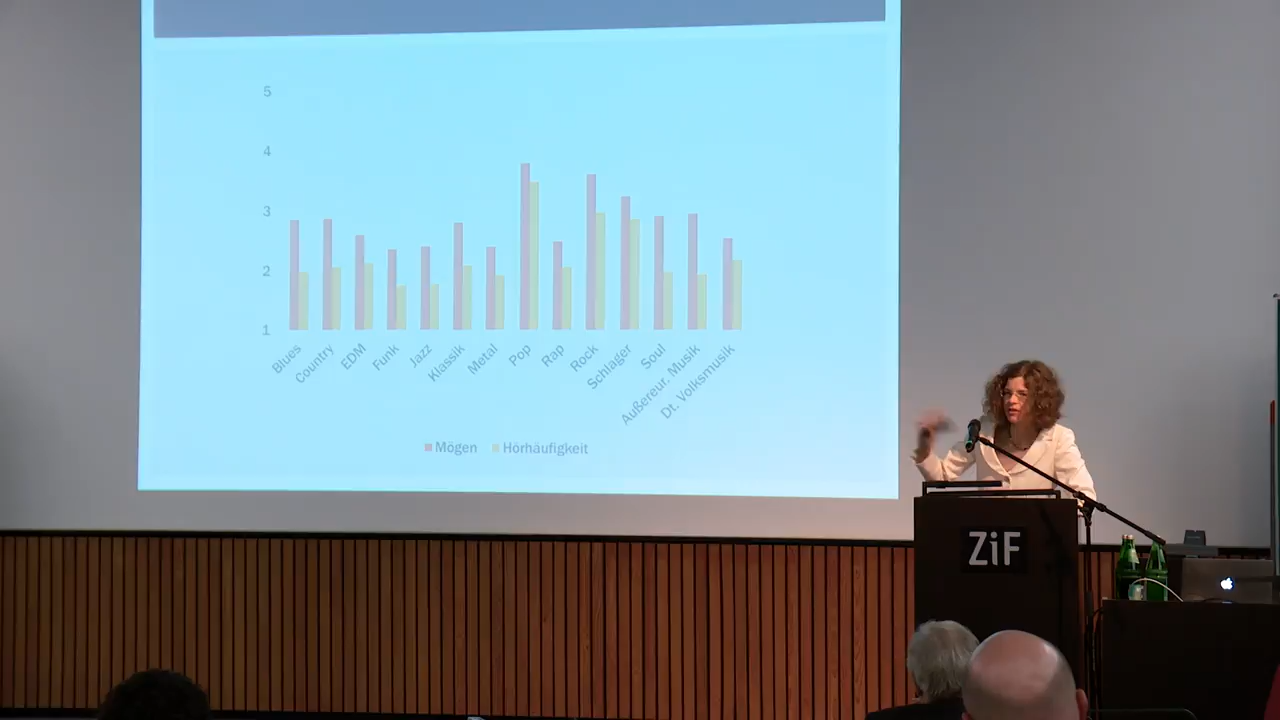 5
4
3
2
1
Blues
Country
EDM
Funk
Jazz
Klassik
Metal
Pop
Rap
Rock
Schlager
Soul
Außereur. Musik
Dt. Volksmusik
Mögen Hörhäufigkeit
ZiF